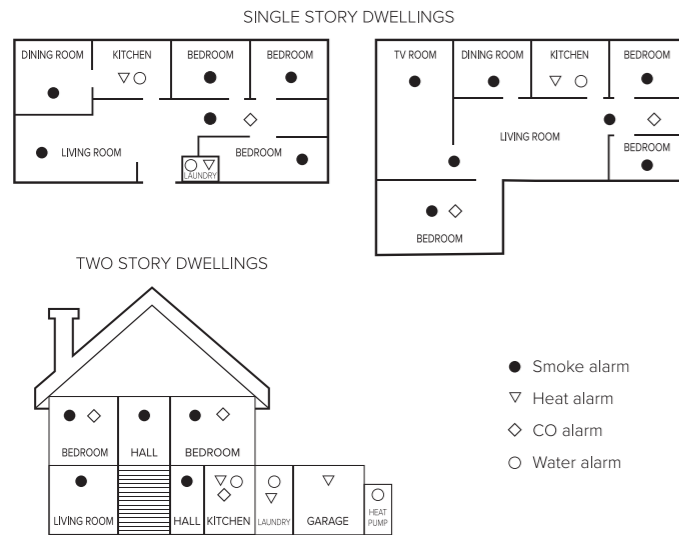 SINGLE STORY DWELLINGS
DINING ROOM
KITCHEN
BEDROOM
BEDROOM
LIVING ROOM
BEDROOM
LAUNDRY
TV ROOM
DINING ROOM
KITCHEN
BEDROOM
LIVING ROOM
BEDROOM
BEDROOM
TWO STORY DWELLINGS
BEDROOM
HALL
BEDROOM
LIVING ROOM
HALL
KITCHEN
LAUNDRY
GARAGE
HEAT
PUMP
Smoke alarm
Heat alarm
CO alarm
Water alarm